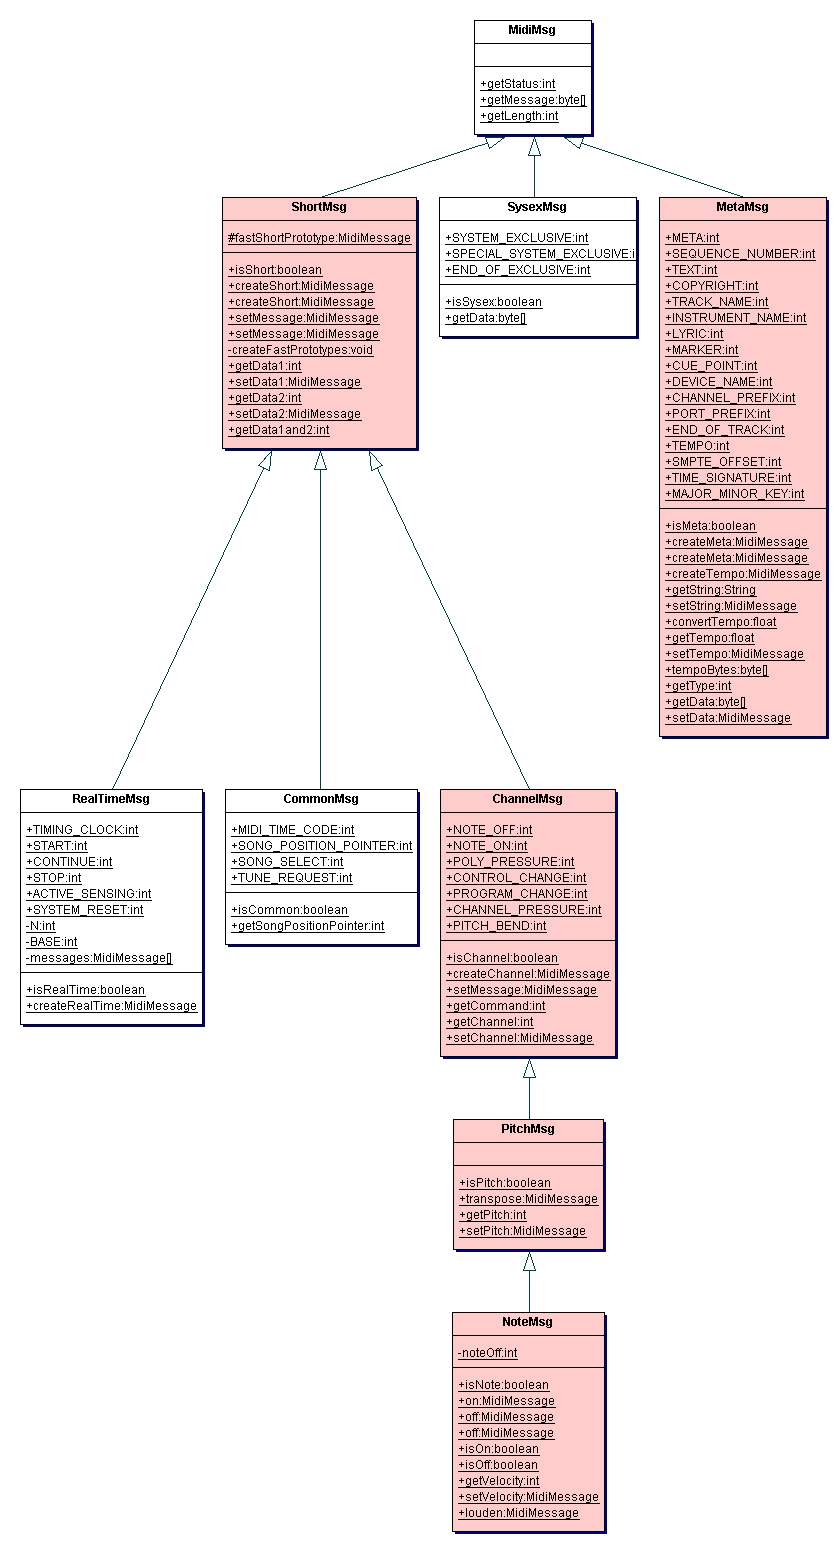 MidiMsg
+getStatus:int
+getMessage:byte[]
+getLength:int
ShortMsg
#fastShortPrototype:MidiMessage
+isShort:boolean
+createShort:MidiMessage
+createShort:MidiMessage
+setMessage:MidiMessage
+setMessage:MidiMessage
-createFastPrototypes:void
+getData1:int
+setData1:MidiMessage
+getData2:int
+setData2:MidiMessage
+getData1and2:int
SysexMsg
+SYSTEM_EXCLUSIVE:int
+SPECIAL_SYSTEM_EXCLUSIVE:i
+END_OF_EXCLUSIVE:int
+isSysex:boolean
+getData:byte[]
MetaMsg
+META:int
+SEQUENCE_NUMBER:int
+TEXT:int
+COPYRIGHT:int
+TRACK_NAME:int
+INSTRUMENT_NAME:int
+LYRIC:int
+MARKER:int
+CUE_POINT:int
+DEVICE_NAME:int
+CHANNEL_PREFIX:int
+PORT_PREFIX:int
+END_OF_TRACK:int
+TEMPO:int
+SMPTE_OFFSET:int
+TIME_SIGNATURE:int
+MAJOR_MINOR_KEY:int
+isMeta:boolean
+createMeta:MidiMessage
+createMeta:MidiMessage
+createTempo:MidiMessage
+getString:String
+setString:MidiMessage
+convertTempo:float
+getTempo:float
+setTempo:MidiMessage
+tempoBytes:byte[]
+getType:int
+getData:byte[]
+setData:MidiMessage
RealTimeMsg
+TIMING_CLOCK:int
+START:int
+CONTINUE:int
+STOP:int
+ACTIVE_SENSING:int
+SYSTEM_RESET:int
-N:int
-BASE:int
-messages:MidiMessage[]
+isRealTime:boolean
+createRealTime:MidiMessage
CommonMsg
+MIDI_TIME_CODE:int
+SONG_POSITION_POINTER:int
+SONG_SELECT:int
+TUNE_REQUEST:int
+isCommon:boolean
+getSongPositionPointer:int
ChannelMsg
+NOTE_OFF:int
+NOTE_ON:int
+POLY_PRESSURE:int
+CONTROL_CHANGE:int
+PROGRAM_CHANGE:int
+CHANNEL_PRESSURE:int
+PITCH_BEND:int
+isChannel:boolean
+createChannel:MidiMessage
+setMessage:MidiMessage
+getCommand:int
+getChannel:int
+setChannel:MidiMessage
PitchMsg
+isPitch:boolean
+transpose:MidiMessage
+getPitch:int
+setPitch:MidiMessage
NoteMsg
-noteOff:int
+isNote:boolean
+on:MidiMessage
+off:MidiMessage
+off:MidiMessage
+isOn:boolean
+isOff:boolean
+getVelocity:int
+setVelocity:MidiMessage
+louden:MidiMessage